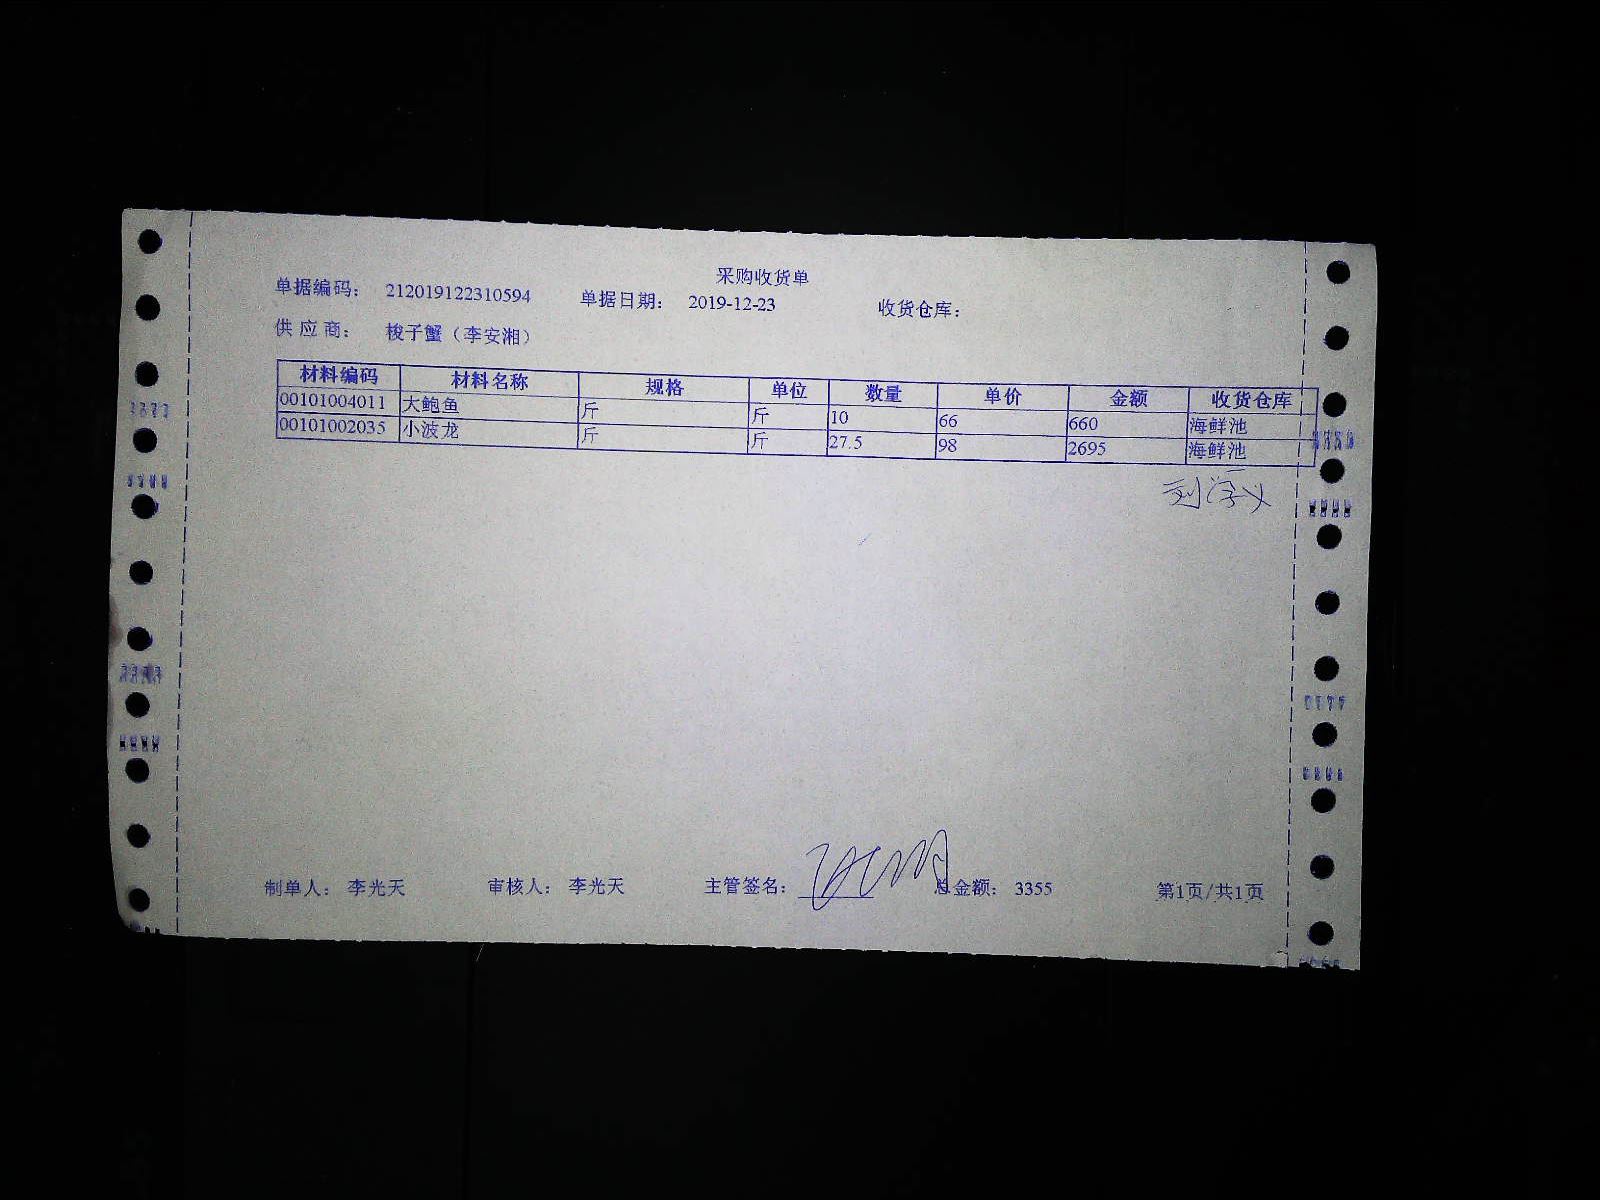 采购收货单
单据编码： 212019122310594 单据日期： 2019-12-23 收货仓库：
供应商： 梭子蟹（李安湘）
材料编码 材料名称 规格 单位 数量 单价 金额 收货仓库
00101004011 大鲍鱼 斤 斤 10 66 660 海鲜池
00101002035 小波龙 斤 斤 27.5 98 2695 海鲜池
制单人： 李光天 审核人： 李光天 主管签名： 总金额： 3355 第1页/共1页